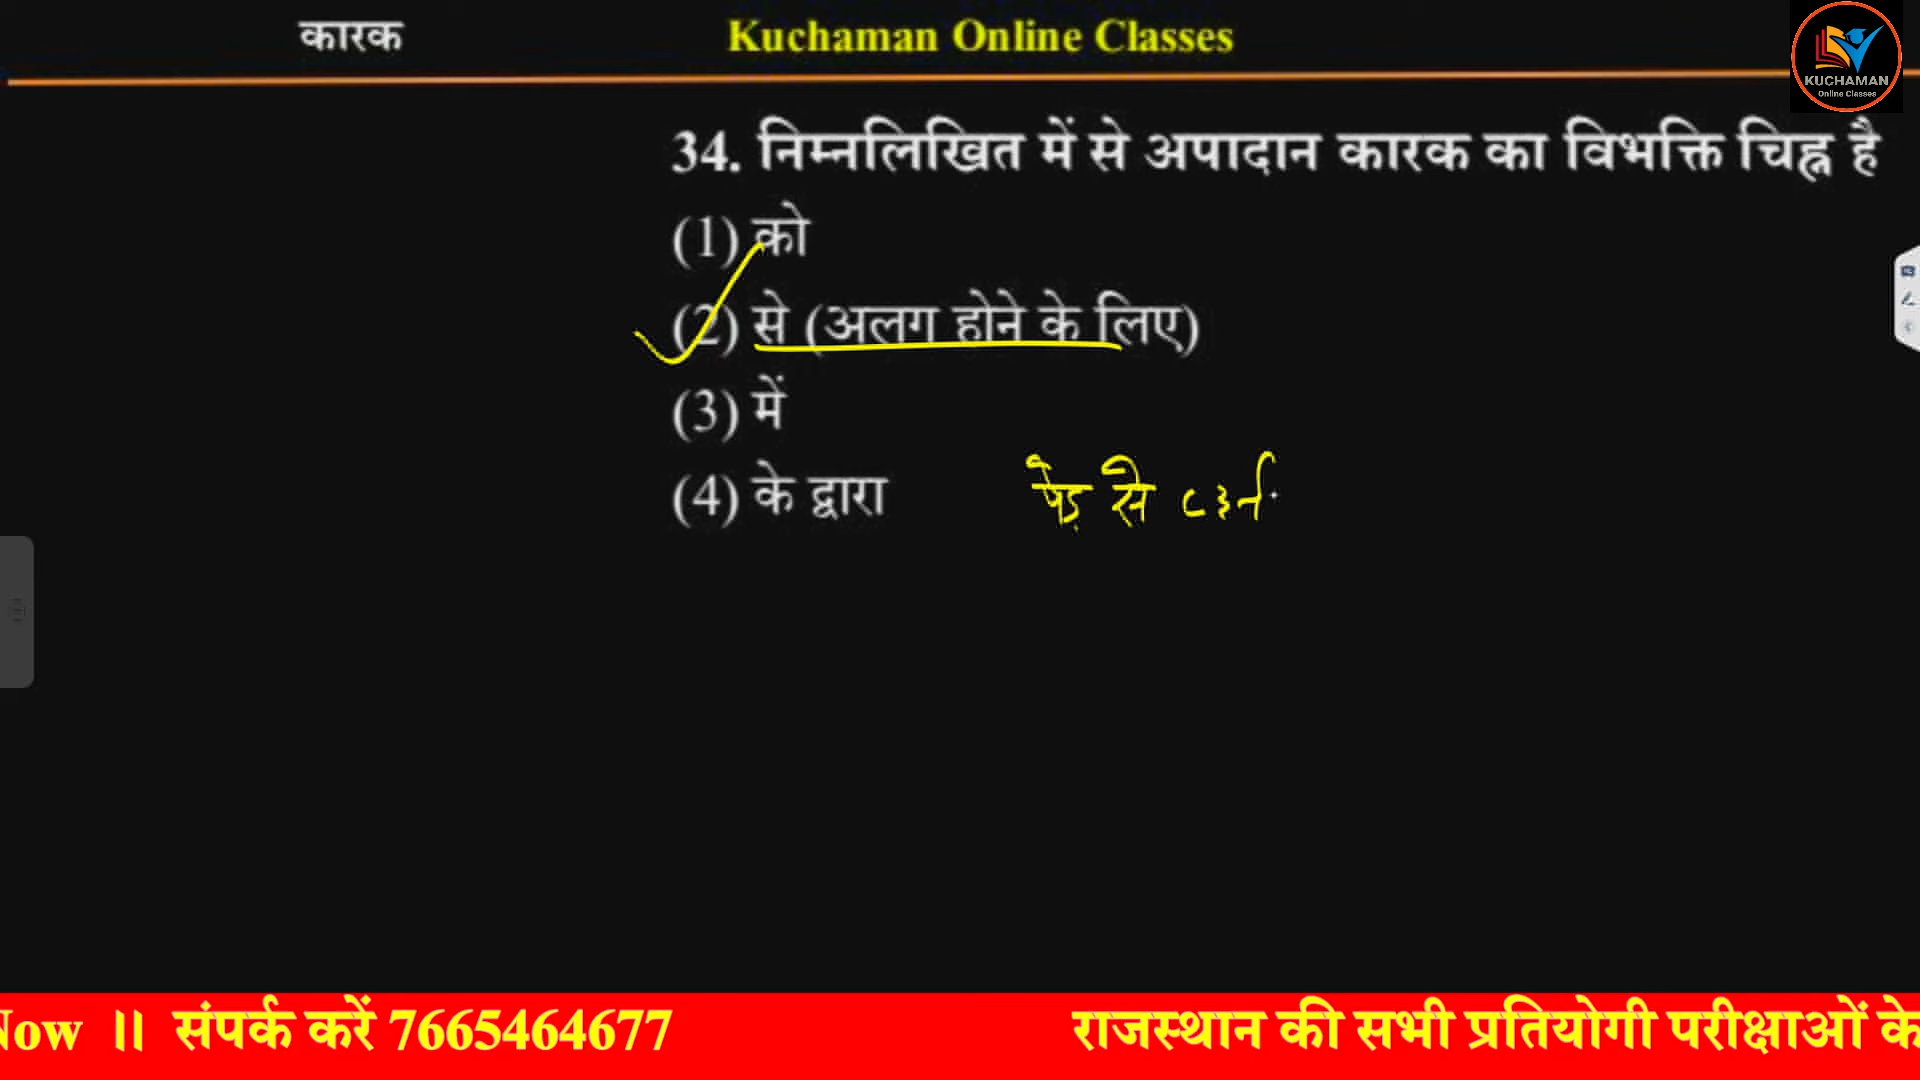 कारक
Kuchaman Online Classes
KUCHAMAN
Online Classes
34. निम्नलिखित में से अपादान कारक का विभक्ति चिह्न है
(1) को
(2) से (अलग होने के लिए)
(3) में
(4) के द्वारा
पेड़ से
Now ॥ संपर्क करें 7665464677
राजस्थान की सभी प्रतियोगी परीक्षाओं के